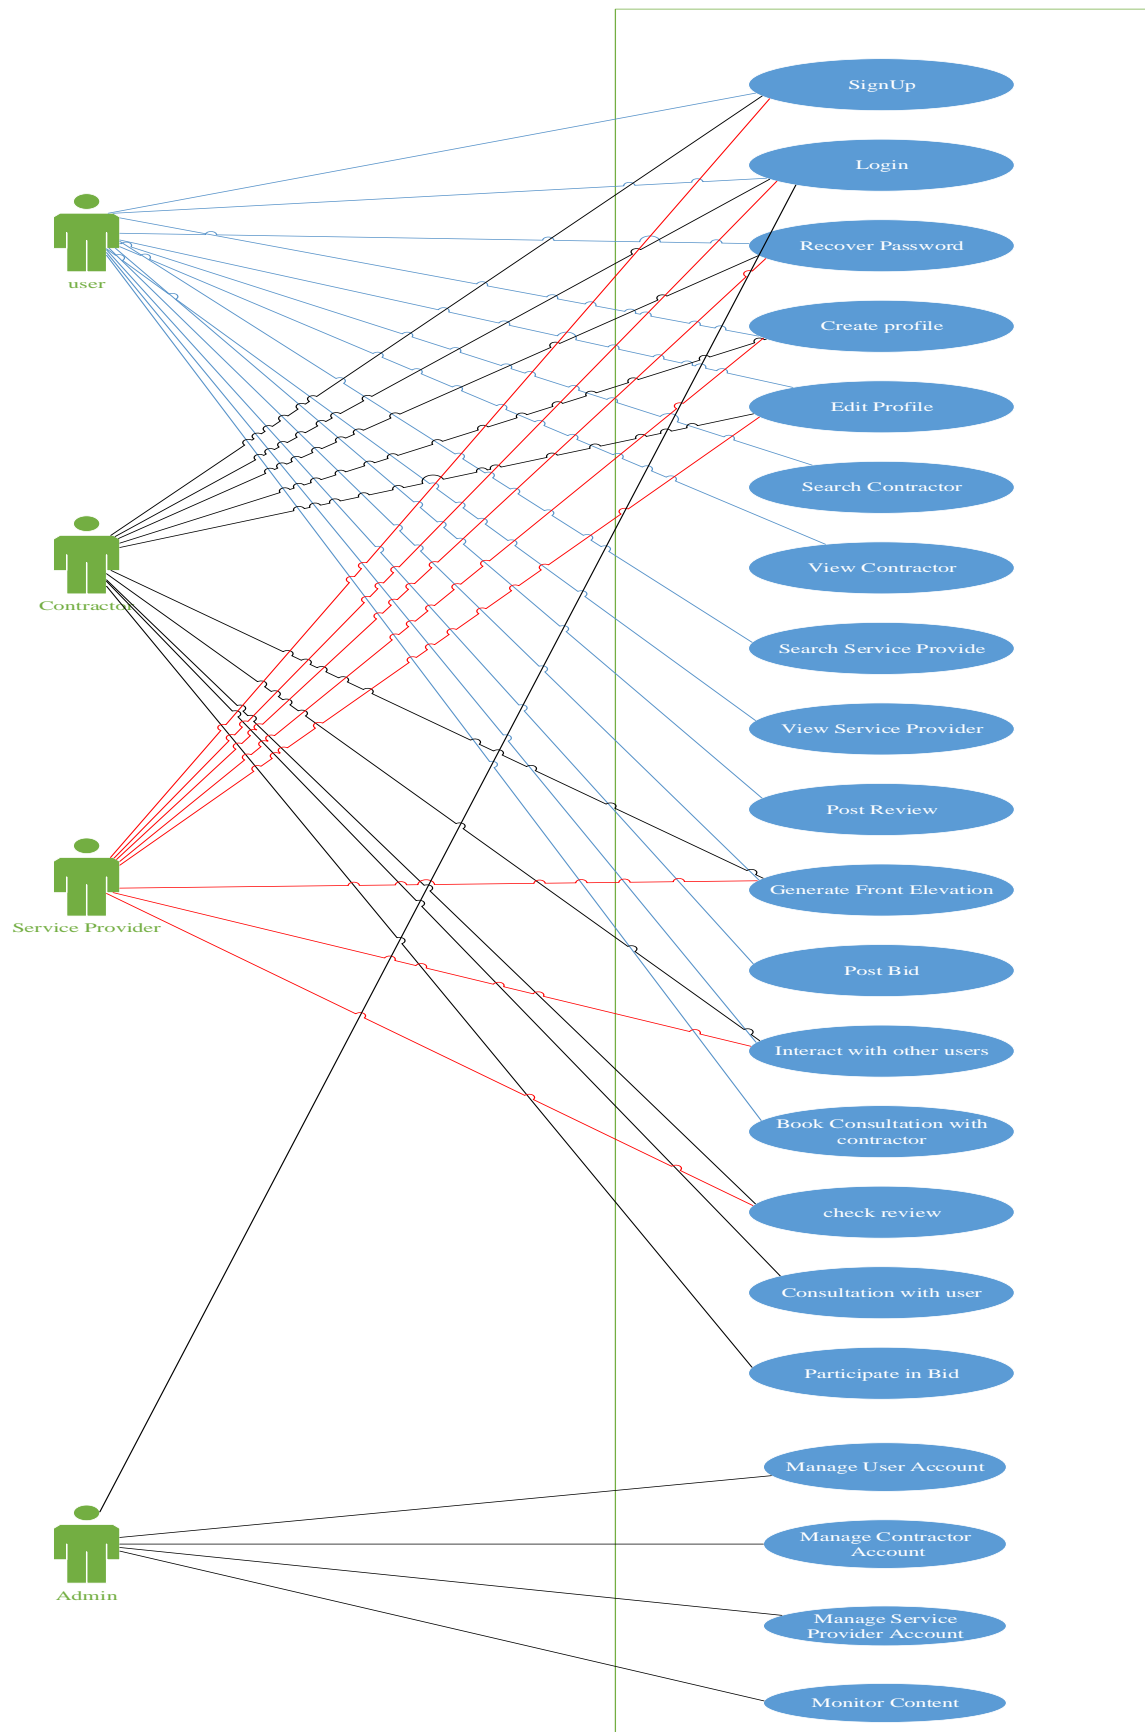 SignUp
Login
Recover Password
user
Create profile
Edit Profile
Search Contractor
View Contractor
Contractor
Search Service Provide
View Service Provider
Post Review
Generate Front Elevation
Service Provider
Post Bid
Interact with other users
Book Consultation with
contractor
check review
Consultation with user
Participate in Bid
Manage User Account
Manage Contractor
Account
Admin
Manage Service
Provider Account
Monitor Content